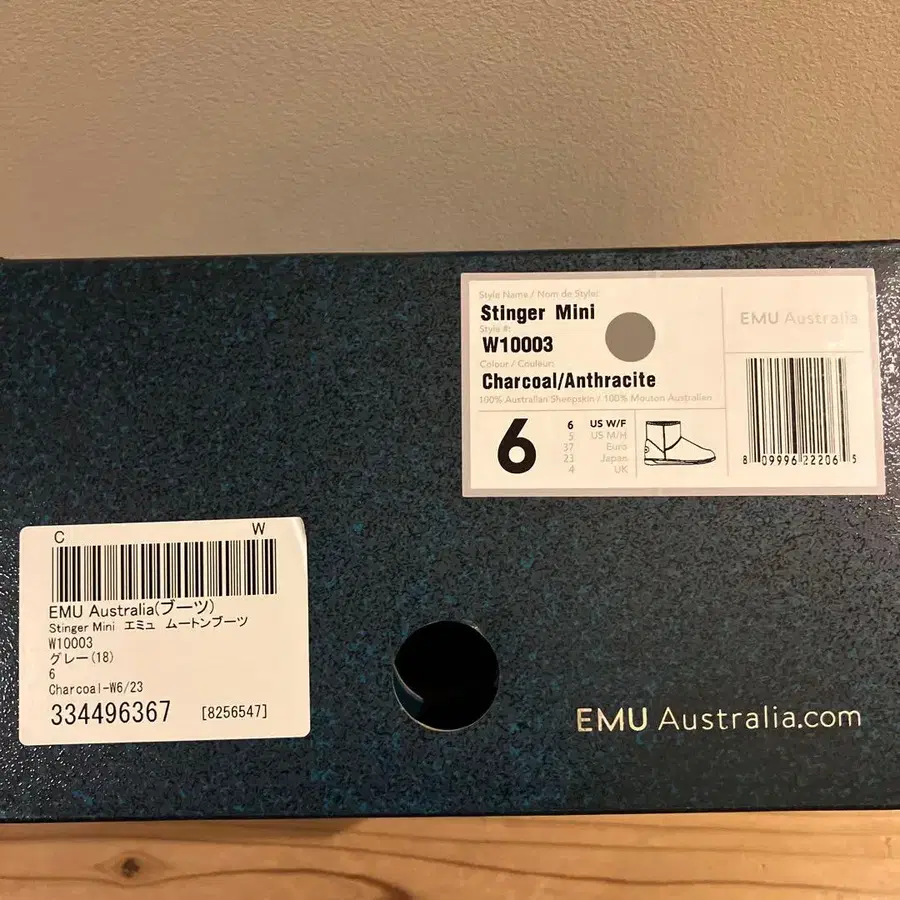 Style Name / Nom de Style:
Stinger Mini
Style #:
W10003
Colour / Couleur:
Charcoal/Anthracite
100% Australian Sheepskin / 100% Mouton Australien
6
6 US W/F
5 US M/H
37 Euro
23 Japan
4 UK
EMU Australia
8 09996 22206 5
C W
EMU Australia(ブーツ)
Stinger Mini エミュ ムートンブーツ
W10003
グレー(18)
6
Charcoal-W6/23
334496367 [8256547]
EMU Australia.com